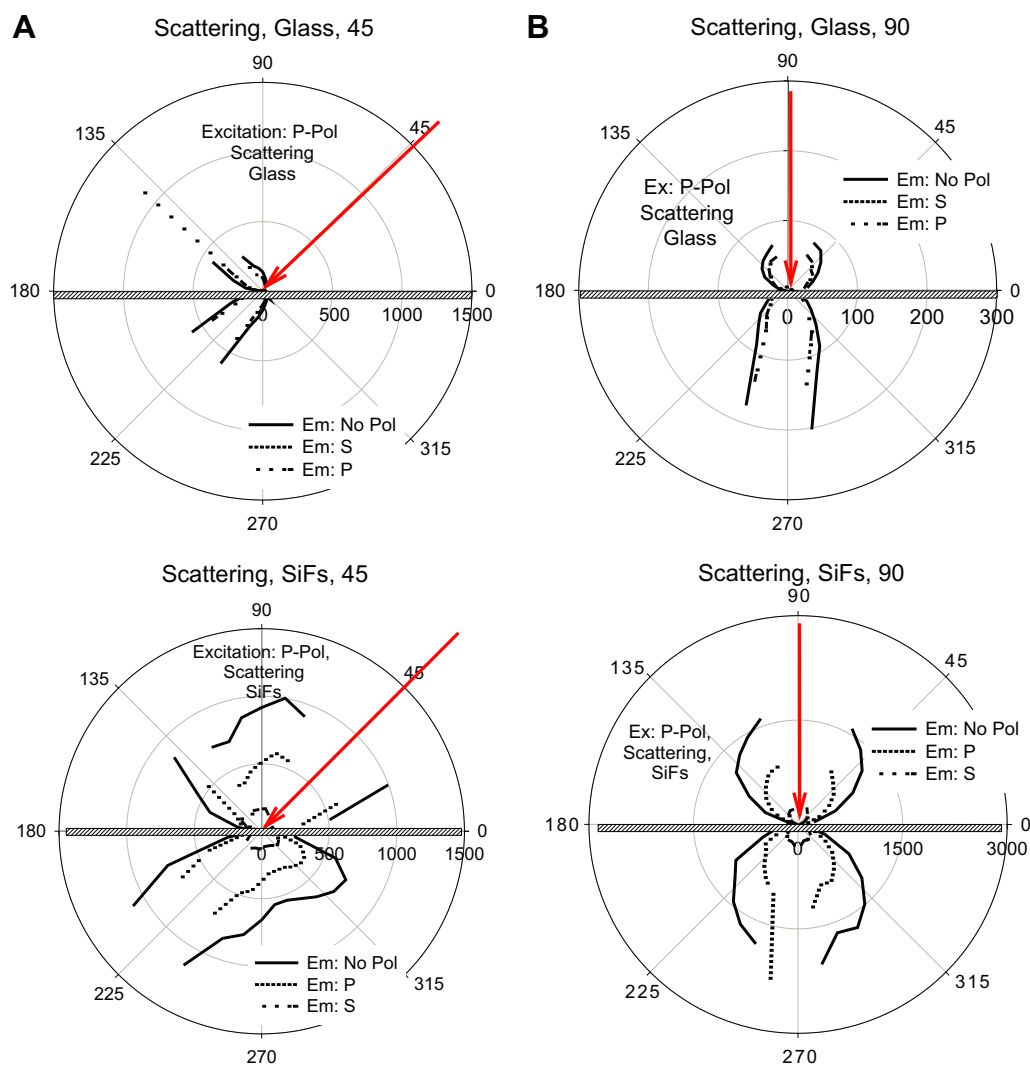 A
Scattering, Glass, 45
90
135
45
Excitation: P-Pol
Scattering
Glass
180
0
0
500
1000
1500
Em: No Pol
Em: S
Em: P
225
315
270
B
Scattering, Glass, 90
90
135
45
Em: No Pol
Em: S
Em: P
Ex: P-Pol
Scattering
Glass
180
0
0
100
200
300
225
315
270
Scattering, SiFs, 45
90
135
45
Excitation: P-Pol,
Scattering
SiFs
180
0
0
500
1000
1500
Em: No Pol
Em: P
Em: S
225
315
270
Scattering, SiFs, 90
90
135
45
Em: No Pol
Em: P
Em: S
Ex: P-Pol,
Scattering,
SiFs
180
0
0
1500
3000
225
315
270